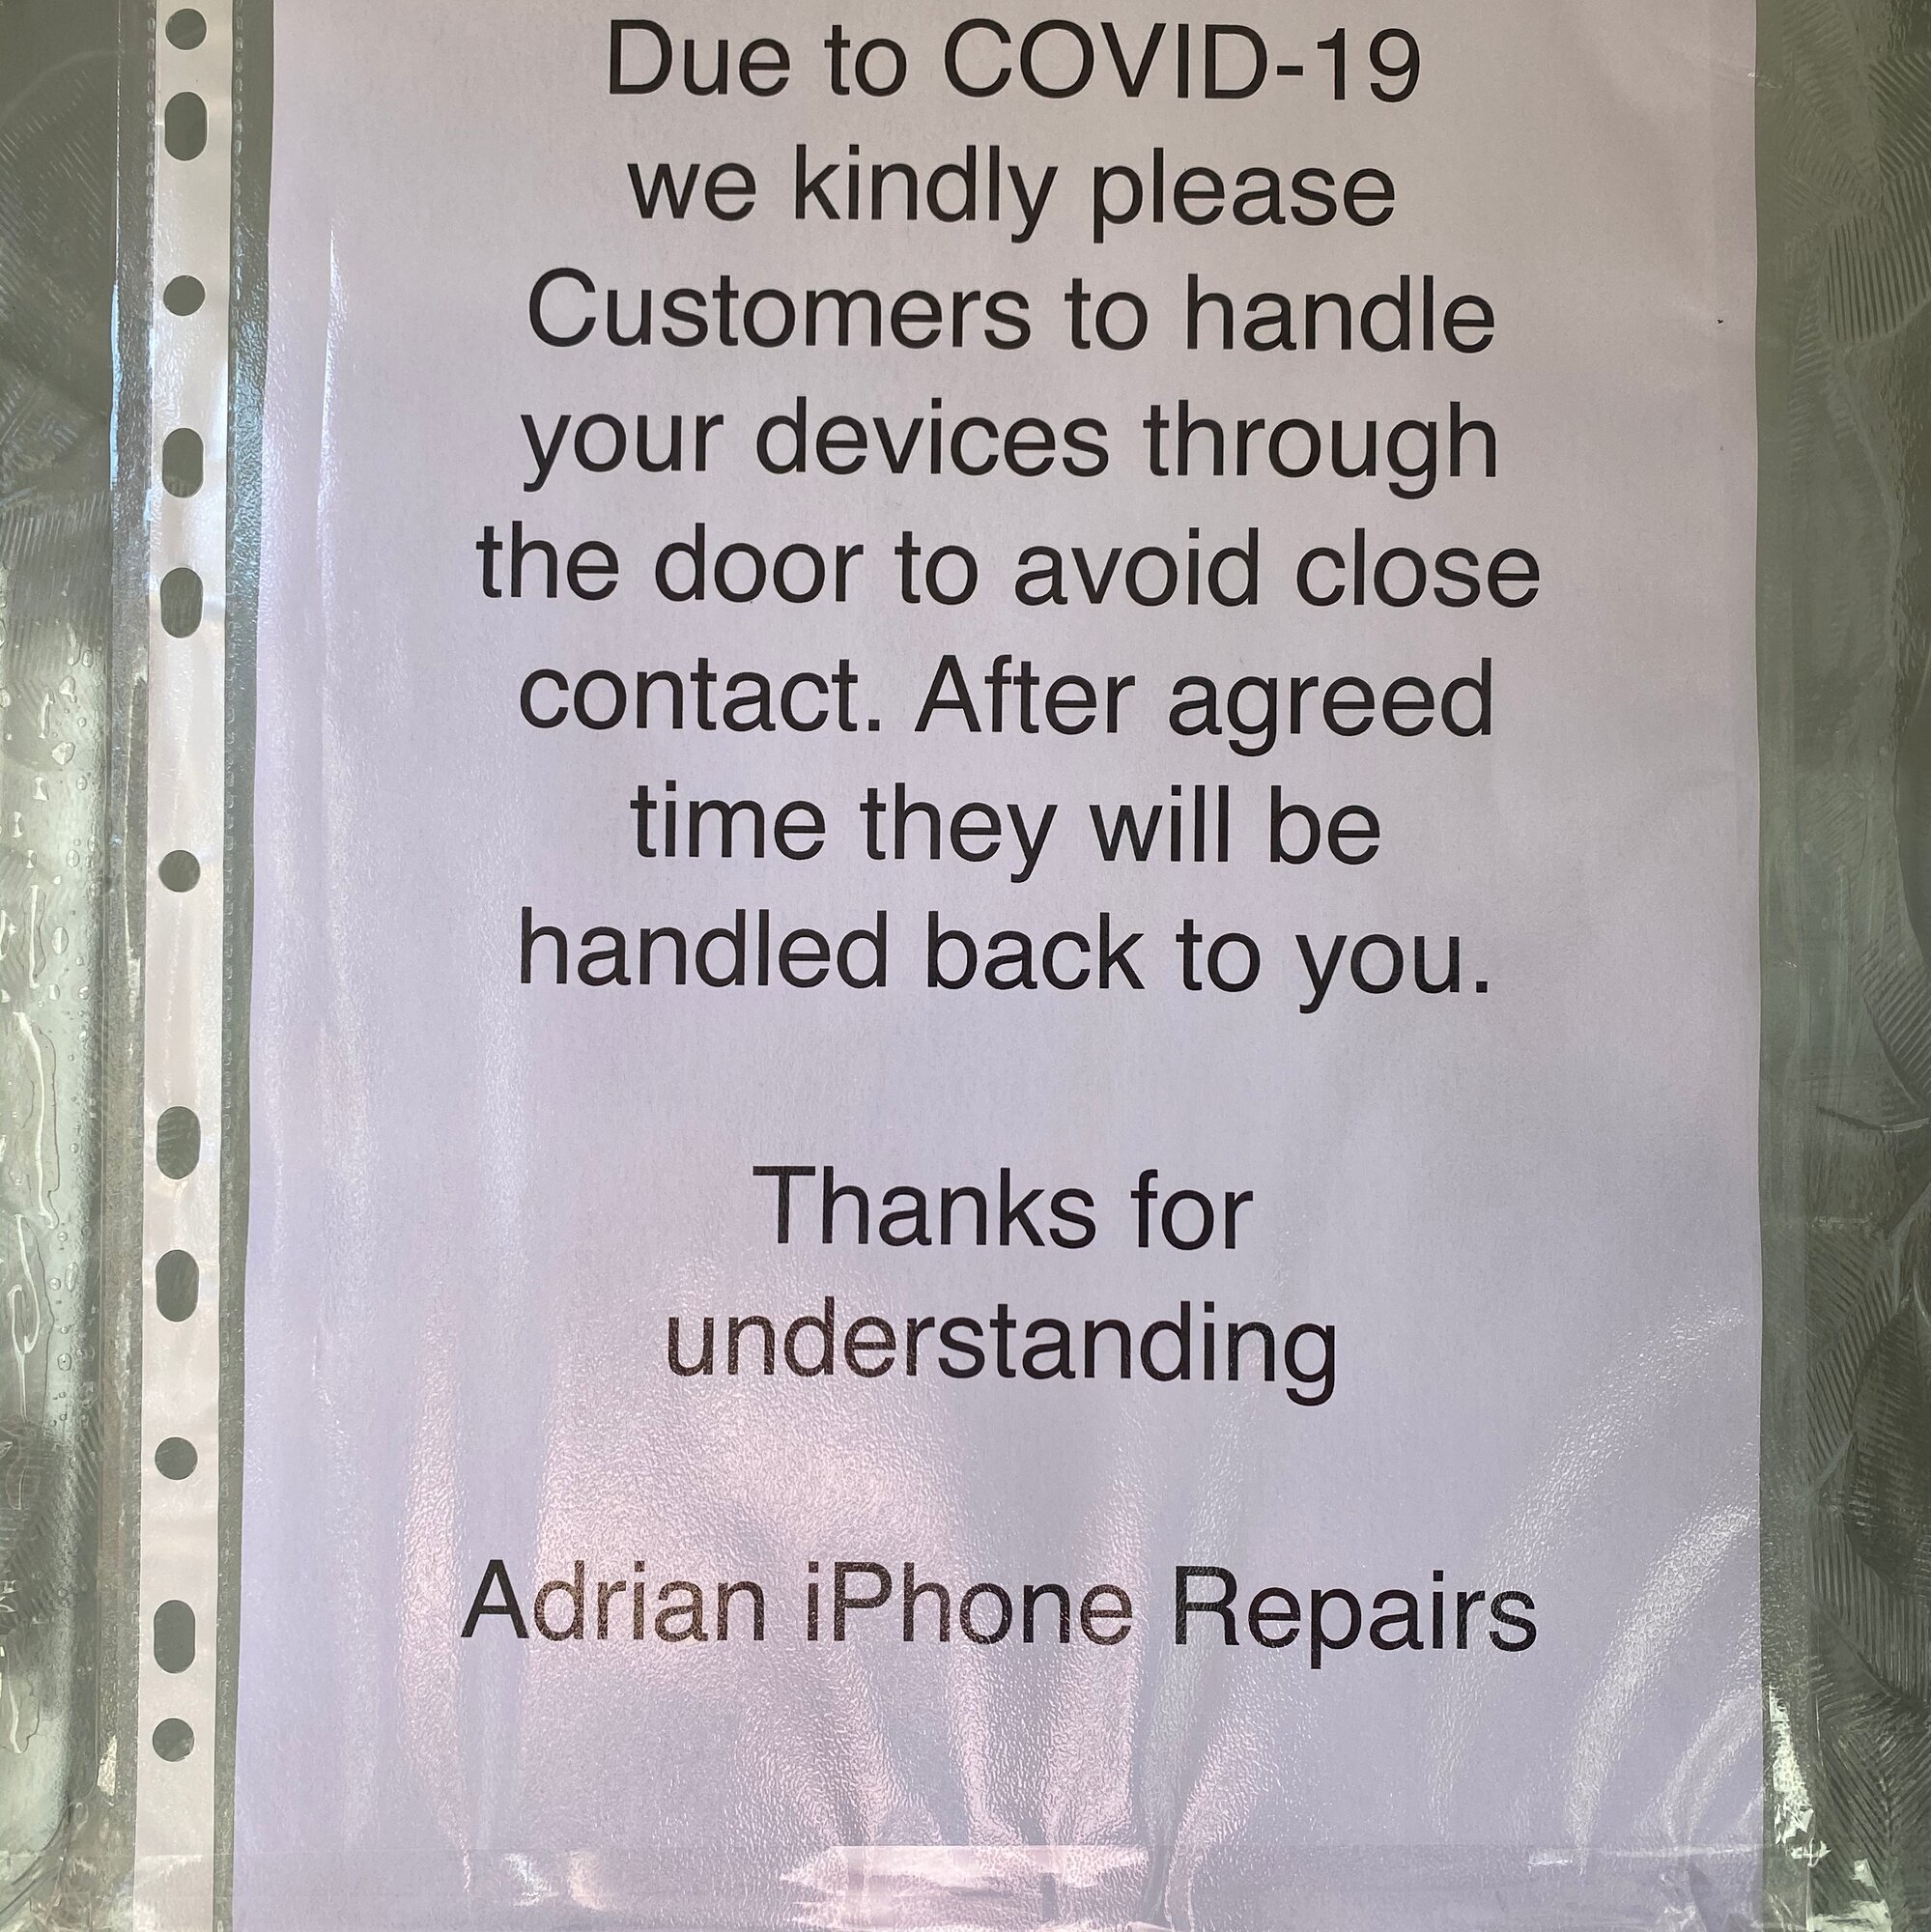 Due to COVID-19
we kindly please
Customers to handle
your devices through
the door to avoid close
contact. After agreed
time they will be
handled back to you.
Thanks for
understanding
Adrian iPhone Repairs